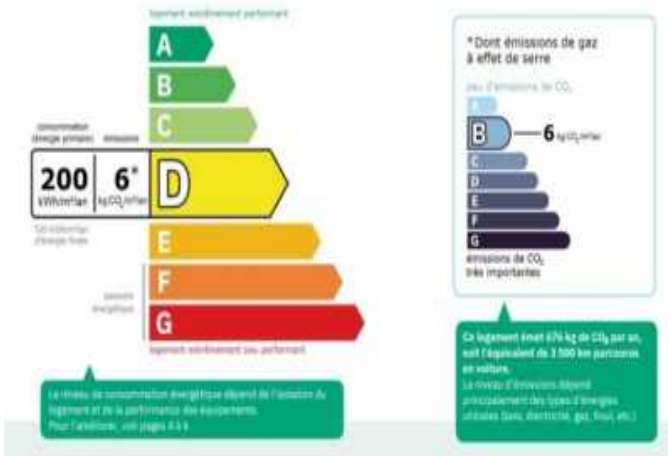 logement extrêmement performant
A
B
C
consommation
(énergie primaire)
émissions
200
kWh/m²/an
6*
kg CO₂/m²/an
D
d'énergie finale
E
F
G
passoire
énergétique
logement extrêmement peu performant
Le niveau de consommation énergétique dépend de l'isolation du
logement et de la performance des équipements.
Pour l'améliorer, voir pages 4 à 6
*Dont émissions de gaz
à effet de serre
peu d'émissions de CO₂
A
B
6 kg CO₂/m²/an
C
D
E
F
G
émissions de CO₂
très importantes
Ce logement émet 676 kg de CO₂ par an,
soit l'équivalent de 3 500 km parcourus
en voiture.
Le niveau d'émissions dépend
principalement des types d'énergies
utilisées (bois, électricité, gaz, fioul, etc.)